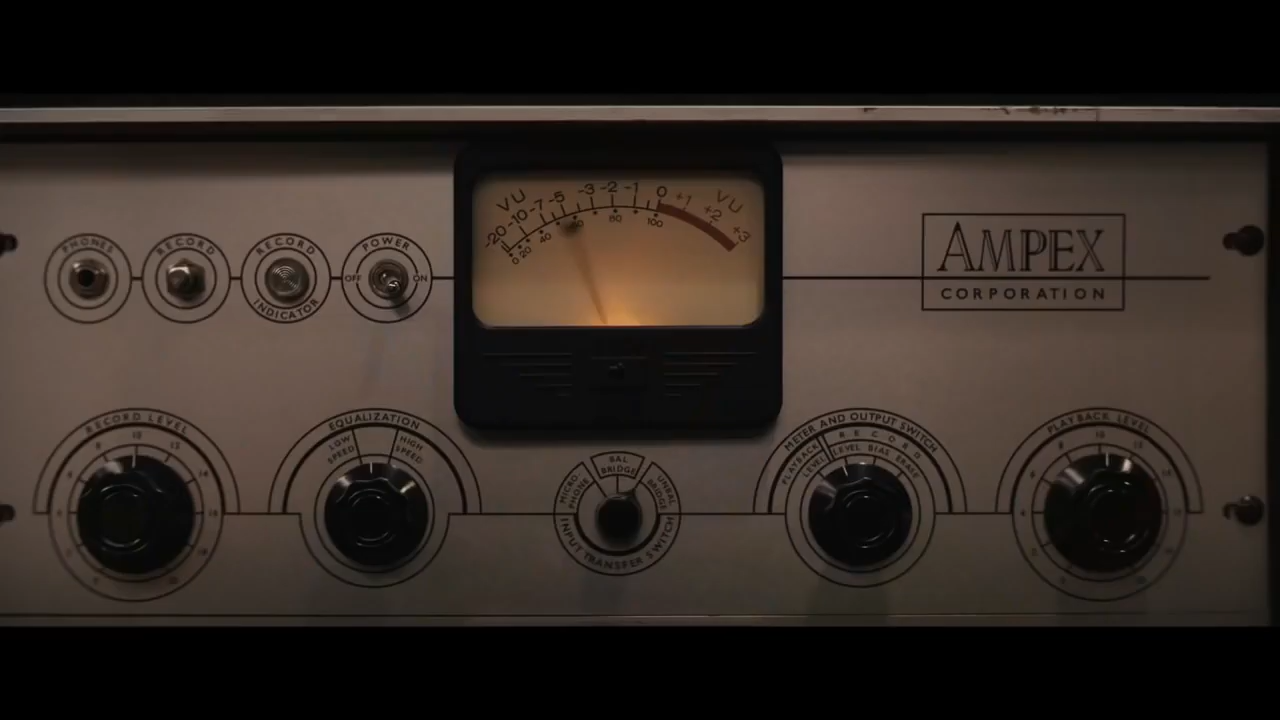 PHONES
RECORD
RECORD
INDICATOR
POWER
OFF
ON
VU
VU
-20 -10 -7 -5 -3 -2 -1 0 +1 +2 +3
0 20 40 60 80 100
AMPEX
CORPORATION
RECORD LEVEL
EQUALIZATION
LOW SPEED
HIGH SPEED
MICRO-PHONE
BAL BRIDGE
UNBAL BRIDGE
INPUT TRANSFER SWITCH
METER AND OUTPUT SWITCH
PLAYBACK LEVEL
RECORD
LEVEL BIAS ERASE
PLAYBACK LEVEL